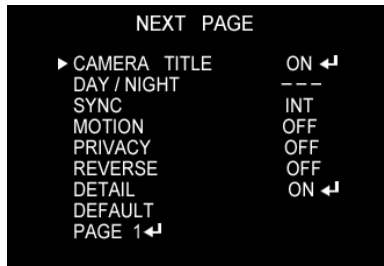 NEXT PAGE
► CAMERA TITLE ON ↵
DAY / NIGHT – – –
SYNC INT
MOTION OFF
PRIVACY OFF
REVERSE OFF
DETAIL ON ↵
DEFAULT
PAGE 1↵